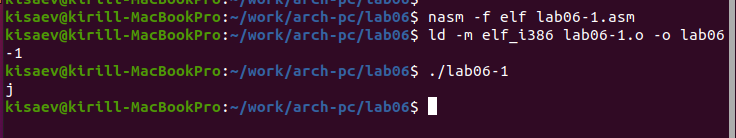 kisaev@kirill-MacBookPro:~/work/arch-pc/lab06$ nasm -f elf lab06-1.asm
kisaev@kirill-MacBookPro:~/work/arch-pc/lab06$ ld -m elf_i386 lab06-1.o -o lab06
-1
kisaev@kirill-MacBookPro:~/work/arch-pc/lab06$ ./lab06-1
j
kisaev@kirill-MacBookPro:~/work/arch-pc/lab06$